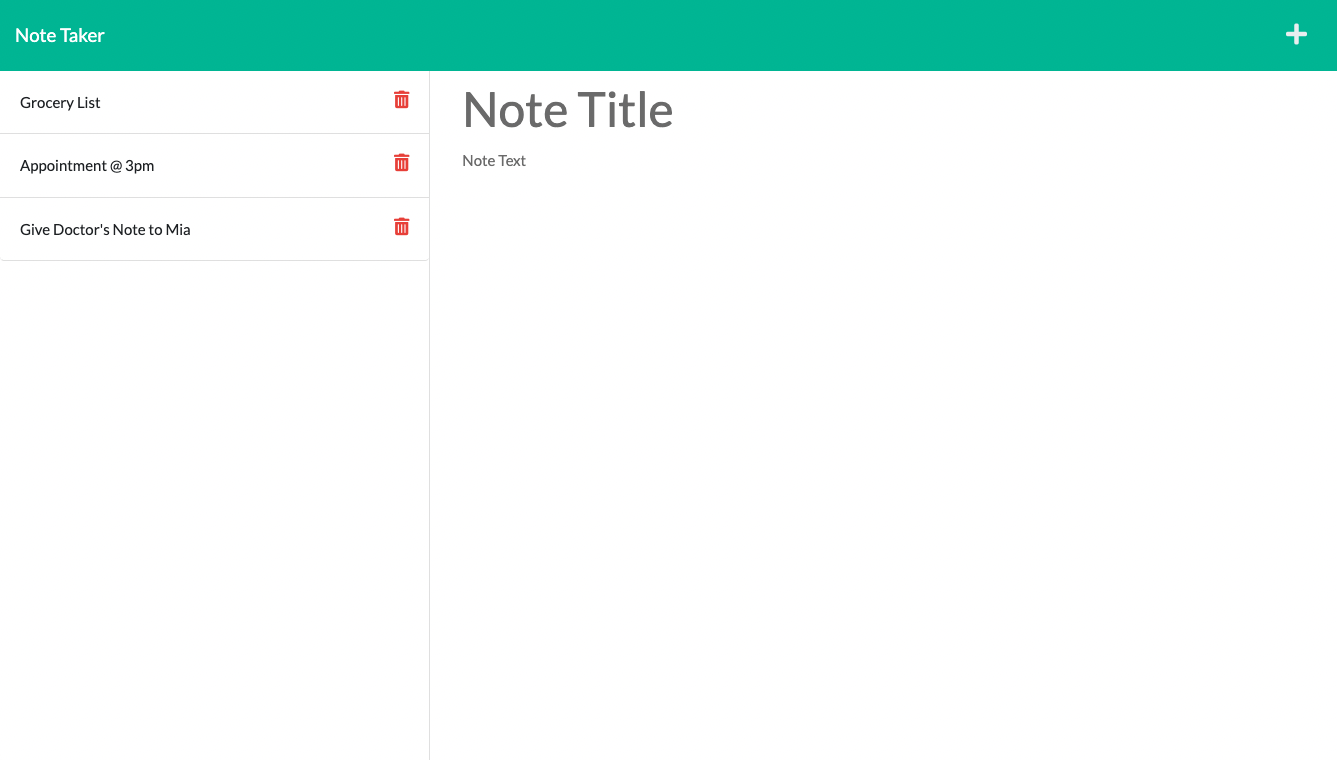 Note Taker
Grocery List
Appointment @ 3pm
Give Doctor's Note to Mia
Note Title
Note Text